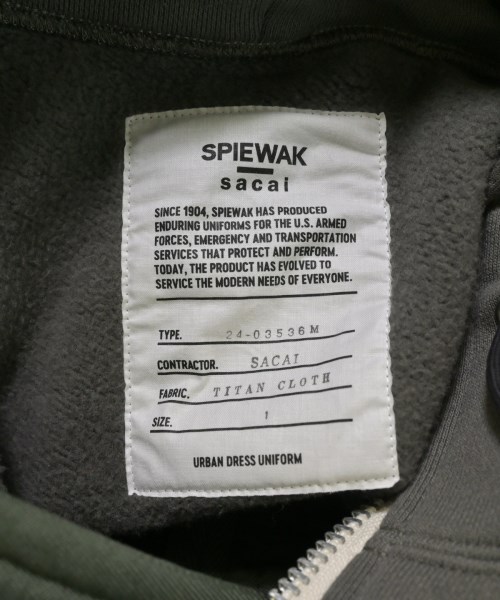 SPIEWAK
sacai
SINCE 1904, SPIEWAK HAS PRODUCED
ENDURING UNIFORMS FOR THE U.S. ARMED
FORCES, EMERGENCY AND TRANSPORTATION
SERVICES THAT PROTECT AND PERFORM.
TODAY, THE PRODUCT HAS EVOLVED TO
SERVICE THE MODERN NEEDS OF EVERYONE.
TYPE. 24-03536M
CONTRACTOR. SACAI
FABRIC. TITAN CLOTH
SIZE. 1
URBAN DRESS UNIFORM